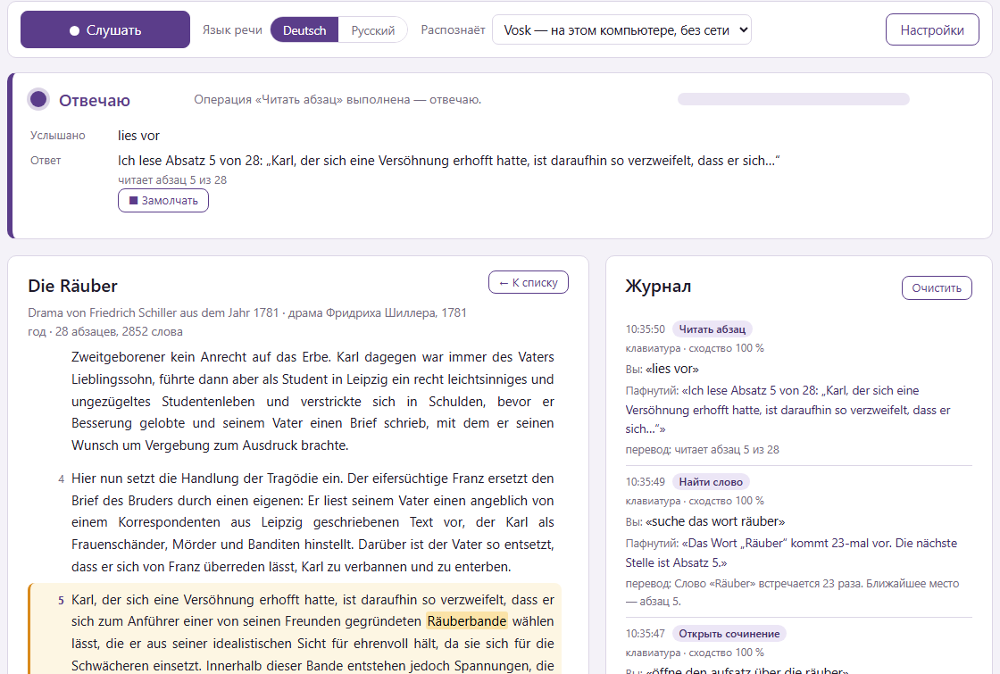 Слушать
Язык речи
Deutsch
Русский
Распознаёт
Vosk — на этом компьютере, без сети
Настройки
Отвечаю
Операция «Читать абзац» выполнена — отвечаю.
Услышано
lies vor
Ответ
Ich lese Absatz 5 von 28: „Karl, der sich eine Versöhnung erhofft hatte, ist daraufhin so verzweifelt, dass er sich…“
читает абзац 5 из 28
Замолчать
Die Räuber
← К списку
Drama von Friedrich Schiller aus dem Jahr 1781 · драма Фридриха Шиллера, 1781
год · 28 абзацев, 2852 слова
Zweitgeborener kein Anrecht auf das Erbe. Karl dagegen war immer des Vaters
Lieblingssohn, führte dann aber als Student in Leipzig ein recht leichtsinniges und
ungezügeltes Studentenleben und verstrickte sich in Schulden, bevor er
Besserung gelobte und seinem Vater einen Brief schrieb, mit dem er seinen
Wunsch um Vergebung zum Ausdruck brachte.
4 Hier nun setzt die Handlung der Tragödie ein. Der eifersüchtige Franz ersetzt den
Brief des Bruders durch einen eigenen: Er liest seinem Vater einen angeblich von
einem Korrespondenten aus Leipzig geschriebenen Text vor, der Karl als
Frauenschänder, Mörder und Banditen hinstellt. Darüber ist der Vater so entsetzt,
dass er sich von Franz überreden lässt, Karl zu verbannen und zu enterben.
5 Karl, der sich eine Versöhnung erhofft hatte, ist daraufhin so verzweifelt, dass er
sich zum Anführer einer von seinen Freunden gegründeten Räuberbande wählen
lässt, die er aus seiner idealistischen Sicht für ehrenvoll hält, da sie sich für die
Schwächeren einsetzt. Innerhalb dieser Bande entstehen jedoch Spannungen, die
Журнал
Очистить
10:35:50 Читать абзац
клавиатура · сходство 100 %
Вы: «lies vor»
Пафнутий: «Ich lese Absatz 5 von 28: „Karl, der sich eine
Versöhnung erhofft hatte, ist daraufhin so verzweifelt, dass er
sich…“»
перевод: читает абзац 5 из 28
10:35:49 Найти слово
клавиатура · сходство 100 %
Вы: «suche das wort räuber»
Пафнутий: «Das Wort „Räuber“ kommt 23-mal vor. Die nächste
Stelle ist Absatz 5.»
перевод: Слово «Räuber» встречается 23 раза. Ближайшее место
— абзац 5.
10:35:47 Открыть сочинение
клавиатура · сходство 100 %
Вы: «öffne den aufsatz über die räuber»